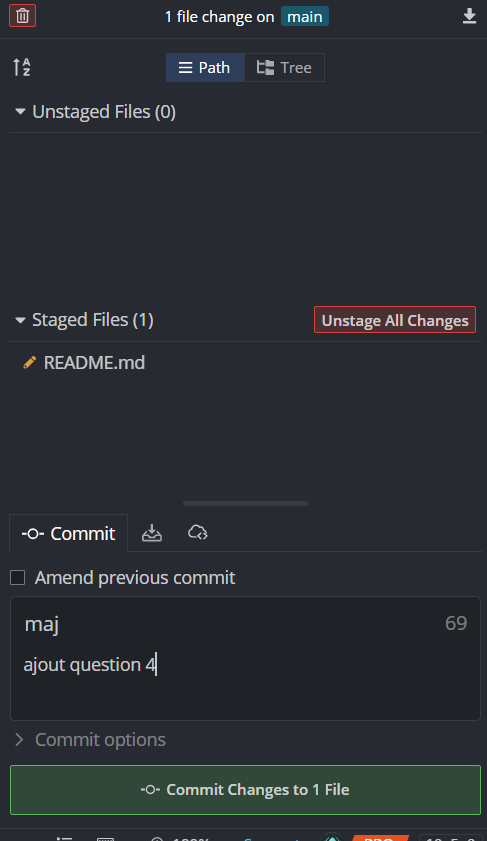 1 file change on main
Path Tree
Unstaged Files (0)
Staged Files (1) Unstage All Changes
README.md
Commit
Amend previous commit
maj 69
ajout question 4
Commit options
Commit Changes to 1 File